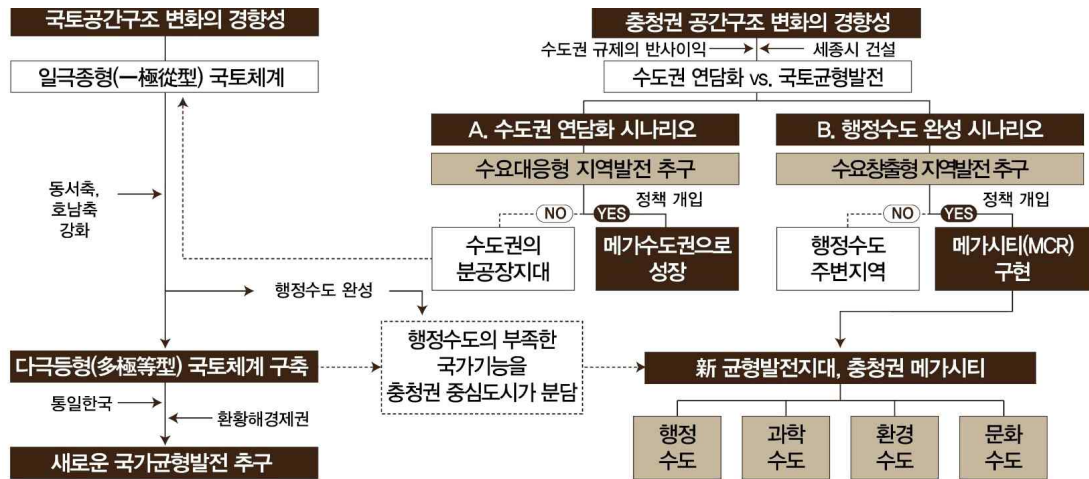 국토공간구조 변화의 경향성
일극종형(一極從型) 국토체계
동서축,
호남축
강화
행정수도 완성
다극등형(多極等型) 국토체계 구축
통일한국
환황해경제권
새로운 국가균형발전 추구
행정수도의 부족한
국가기능을
충청권 중심도시가 분담
충청권 공간구조 변화의 경향성
수도권 규제의 반사이익
세종시 건설
수도권 연담화 vs. 국토균형발전
A. 수도권 연담화 시나리오
수요대응형 지역발전 추구
정책 개입
NO
YES
수도권의
분공장지대
메가수도권으로
성장
B. 행정수도 완성 시나리오
수요창출형 지역발전 추구
정책 개입
NO
YES
행정수도
주변지역
메가시티(MCR)
구현
新 균형발전지대, 충청권 메가시티
행정
수도
과학
수도
환경
수도
문화
수도